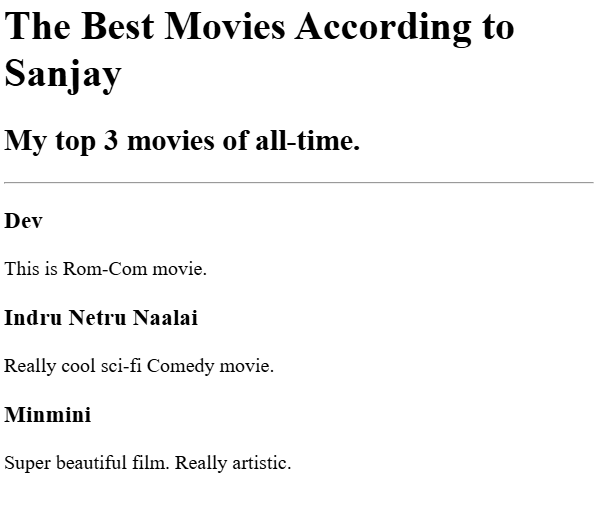 The Best Movies According to
Sanjay
My top 3 movies of all-time.
Dev
This is Rom-Com movie.
Indru Netru Naalai
Really cool sci-fi Comedy movie.
Minmini
Super beautiful film. Really artistic.